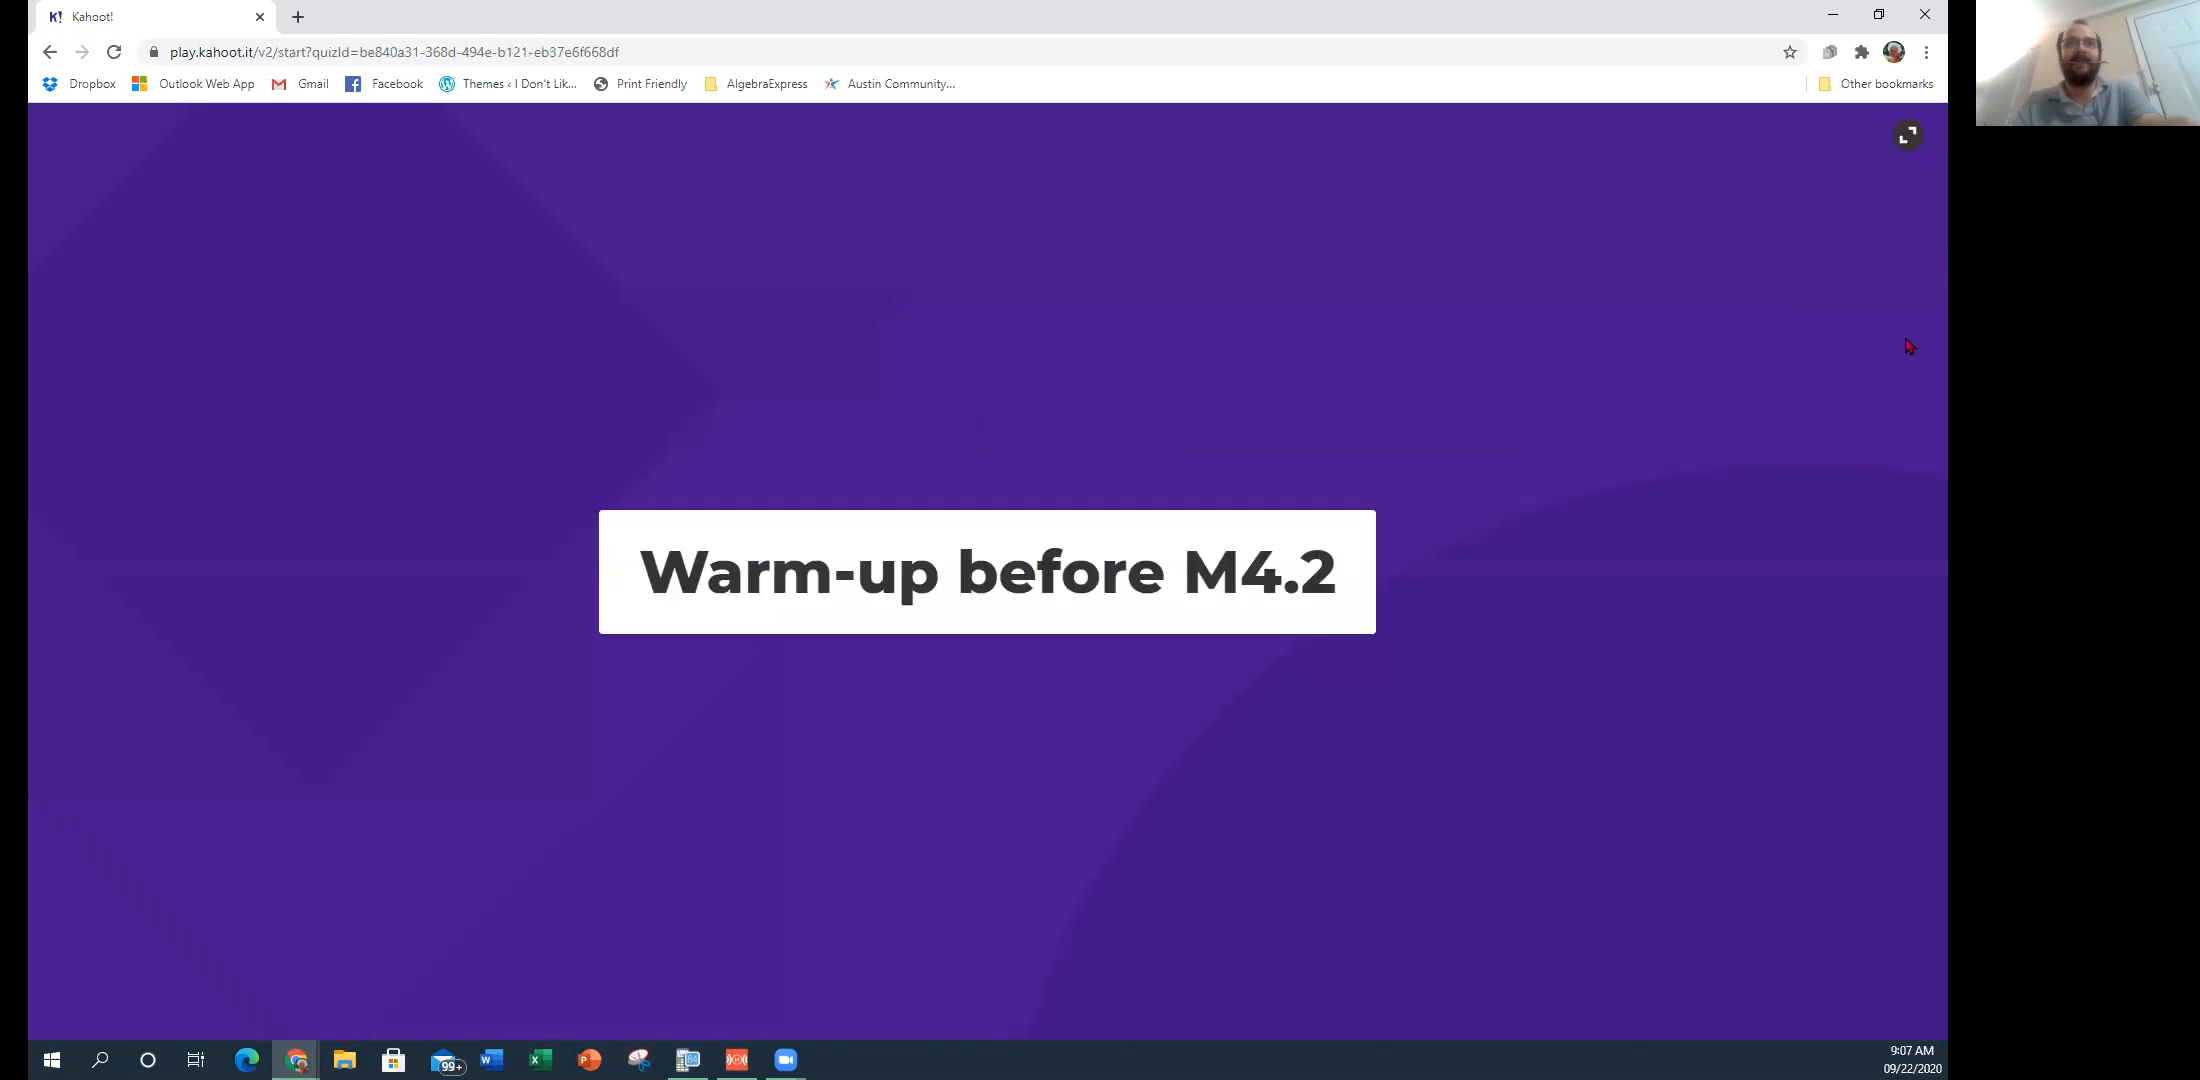 K! Kahoot!
play.kahoot.it/v2/start?quizId=be840a31-368d-494e-b121-eb37e6f668df
Dropbox Outlook Web App Gmail Facebook Themes ‹ I Don't Lik... Print Friendly AlgebraExpress Austin Community... Other bookmarks
Warm-up before M4.2
99+ 84
9:07 AM
09/22/2020